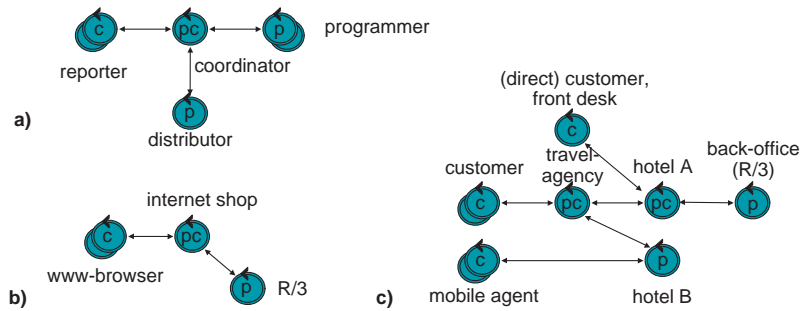 c
pc
p
programmer
reporter
coordinator
a)
p
distributor
internet shop
c
pc
www-browser
b)
p
R/3
(direct) customer,
front desk
c
customer
travel-
agency
hotel A
back-office
(R/3)
c
pc
pc
p
c
p
c)
mobile agent
hotel B